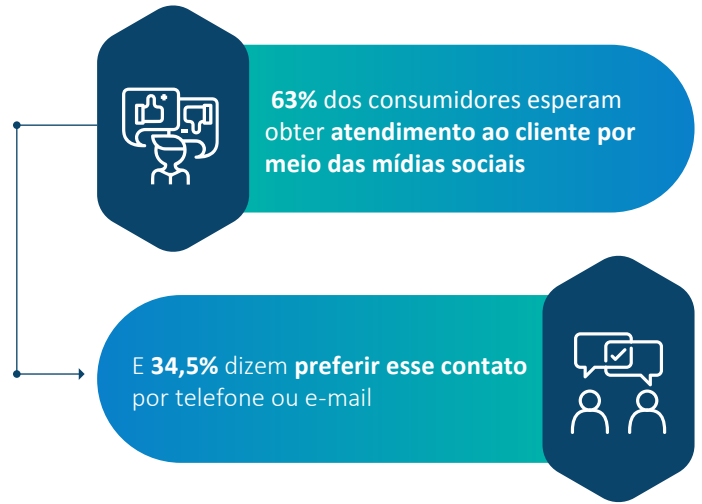 63% dos consumidores esperam
obter atendimento ao cliente por
meio das mídias sociais
E 34,5% dizem preferir esse contato
por telefone ou e-mail